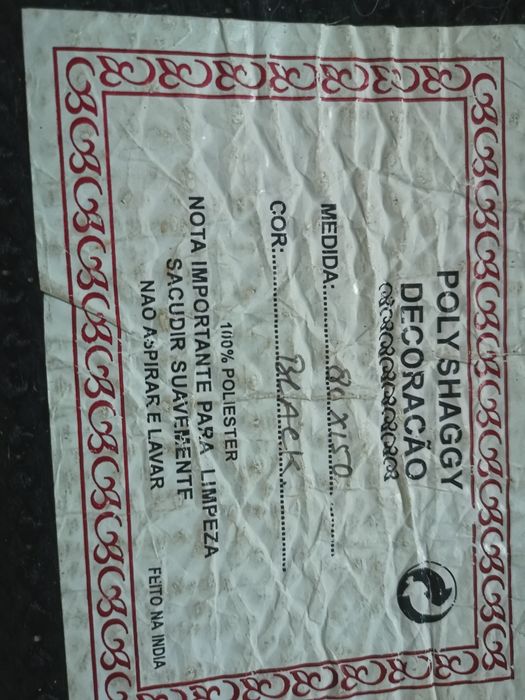 POLY SHAGGY
DECORACÃO
MEDIDA:................80 X 150..........
COR:................BLACK................
100% POLIESTER
NOTA IMPORTANTE PARA LIMPEZA
SACUDIR SUAVEMENTE
NAO ASPIRAR E LAVAR
FEITO NA INDIA